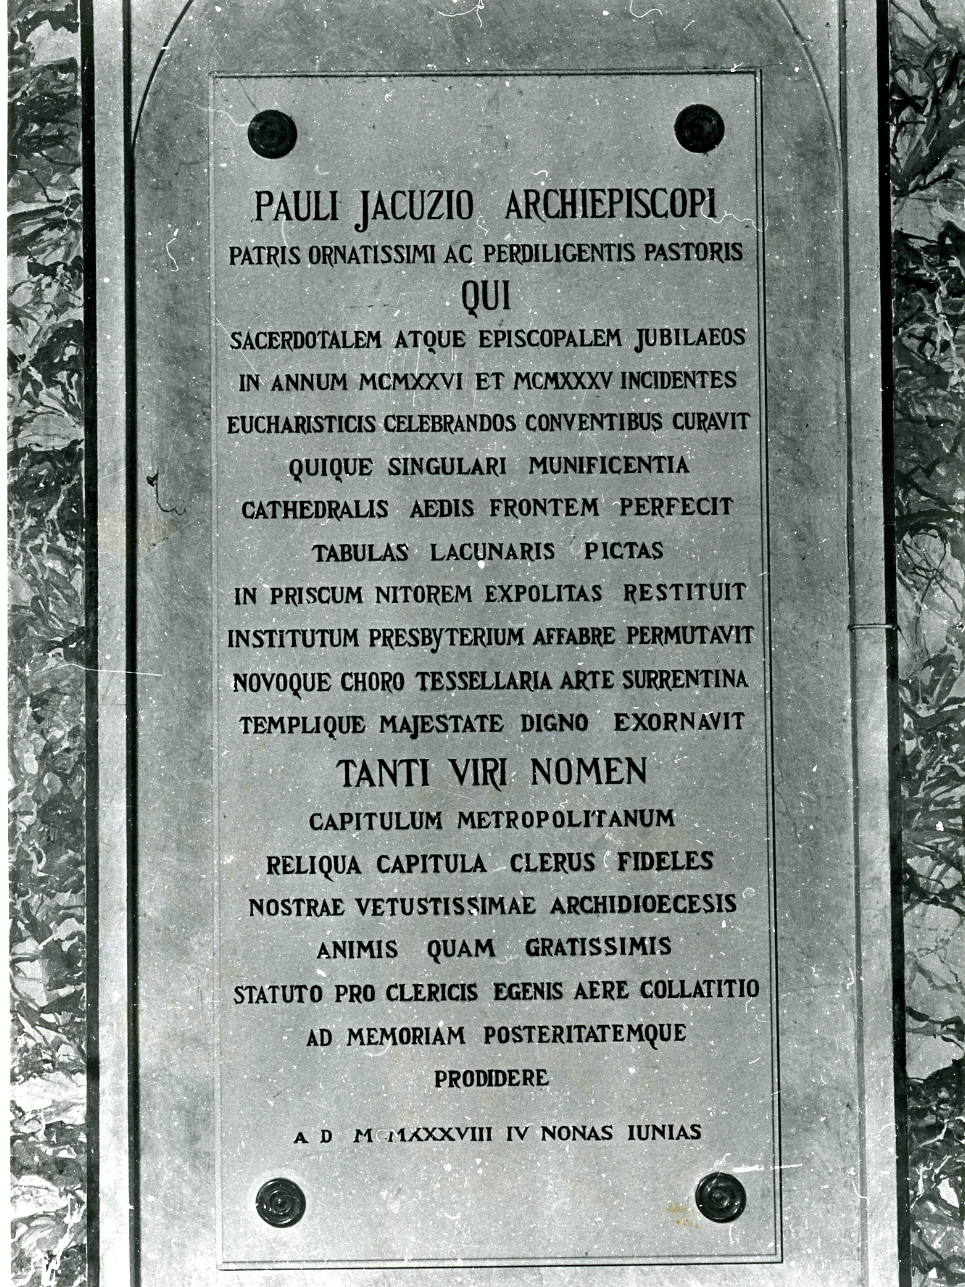 PAULI JACUZIO ARCHIEPISCOPI
PATRIS ORNATISSIMI AC PERDILIGENTIS PASTORIS
QUI
SACERDOTALEM ATQUE EPISCOPALEM JUBILAEOS
IN ANNUM MCMXXVI ET MCMXXXV INCIDENTES
EUCHARISTICIS CELEBRANDOS CONVENTIBUS CURAVIT
QUIQUE SINGULARI MUNIFICENTIA
CATHEDRALIS AEDIS FRONTEM PERFECIT
TABULAS LACUNARIS PICTAS
IN PRISCUM NITOREM EXPOLITAS RESTITUIT
INSTITUTUM PRESBYTERIUM AFFABRE PERMUTAVIT
NOVOQUE CHORO TESSELLARIA ARTE SURRENTINA
TEMPLIQUE MAJESTATE DIGNO EXORNAVIT
TANTI VIRI NOMEN
CAPITULUM METROPOLITANUM
RELIQUA CAPITULA CLERUS FIDELES
NOSTRAE VETUSTISSIMAE ARCHIDIOECESIS
ANIMIS QUAM GRATISSIMIS
STATUTO PRO CLERICIS EGENIS AERE COLLATITIO
AD MEMORIAM POSTERITATEMQUE
PRODIDERE
A D MCMXXXVIII IV NONAS IUNIAS